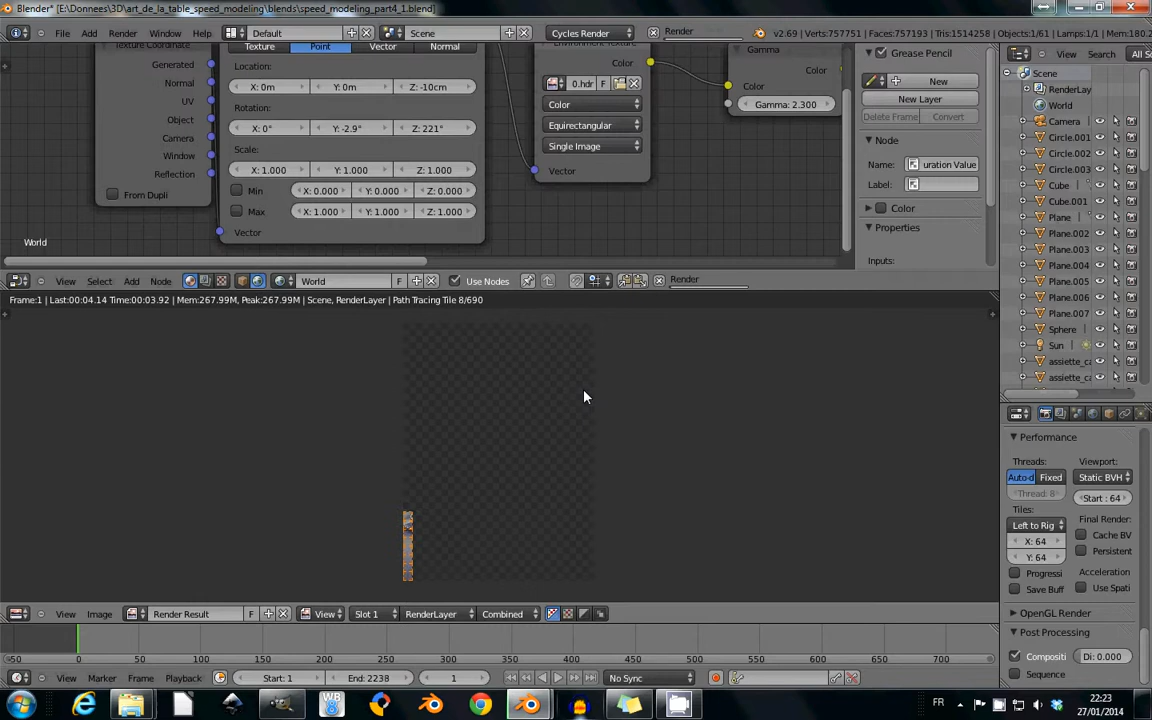 Blender* [E:\Donnees\3D\art_de_la_table_speed_modeling\blends\speed_modeling_part4_1.blend]
File Add Render Window Help Default Scene Cycles Render Render v2.69 | Verts:757751 | Faces:757193 | Tris:1514258 | Objects:1/61 | Lamps:1/1 | Mem:180.2
Texture Coordinate
Generated
Normal
UV
Object
Camera
Window
Reflection
From Dupli
Texture Point Vector Normal
Location:
X: 0m Y: 0m Z: -10cm
Rotation:
X: 0° Y: -2.9° Z: 221°
Scale:
X: 1.000 Y: 1.000 Z: 1.000
Min X: 0.000 Y: 0.000 Z: 0.000
Max X: 1.000 Y: 1.000 Z: 1.000
Vector
Environment Texture
Color
0.hdr F
Color
Equirectangular
Single Image
Vector
Gamma
Color
Color
Gamma: 2.300
World
Grease Pencil
New
New Layer
Delete Frame Convert
Node
Name: uration Value
Label:
Color
Properties
Inputs:
View Search All S
Scene
RenderLay
World
Camera
Circle.001
Circle.002
Circle.003
Cube
Cube.001
Plane
Plane.002
Plane.003
Plane.004
Plane.005
Plane.006
Plane.007
Sphere
Sun
assiette_ca
assiette_ca
View Select Add Node World F Use Nodes Render
Frame:1 | Last:00:04.14 Time:00:03.92 | Mem:267.99M, Peak:267.99M | Scene, RenderLayer | Path Tracing Tile 8/690
Performance
Threads: Viewport:
Auto-d Fixed Static BVH
Thread: 8 Start : 64
Tiles: Final Render:
Left to Rig Cache BV
X: 64 Persistent
Y: 64
Progressi Acceleration
Save Buff Use Spati
OpenGL Render
Post Processing
Compositi Di: 0.000
Sequence
View Image Render Result F View Slot 1 RenderLayer Combined
-50 0 50 100 150 200 250 300 350 400 450 500 550 600 650 700
View Marker Frame Playback Start: 1 End: 2238 1 No Sync
FR 22:23
27/01/2014